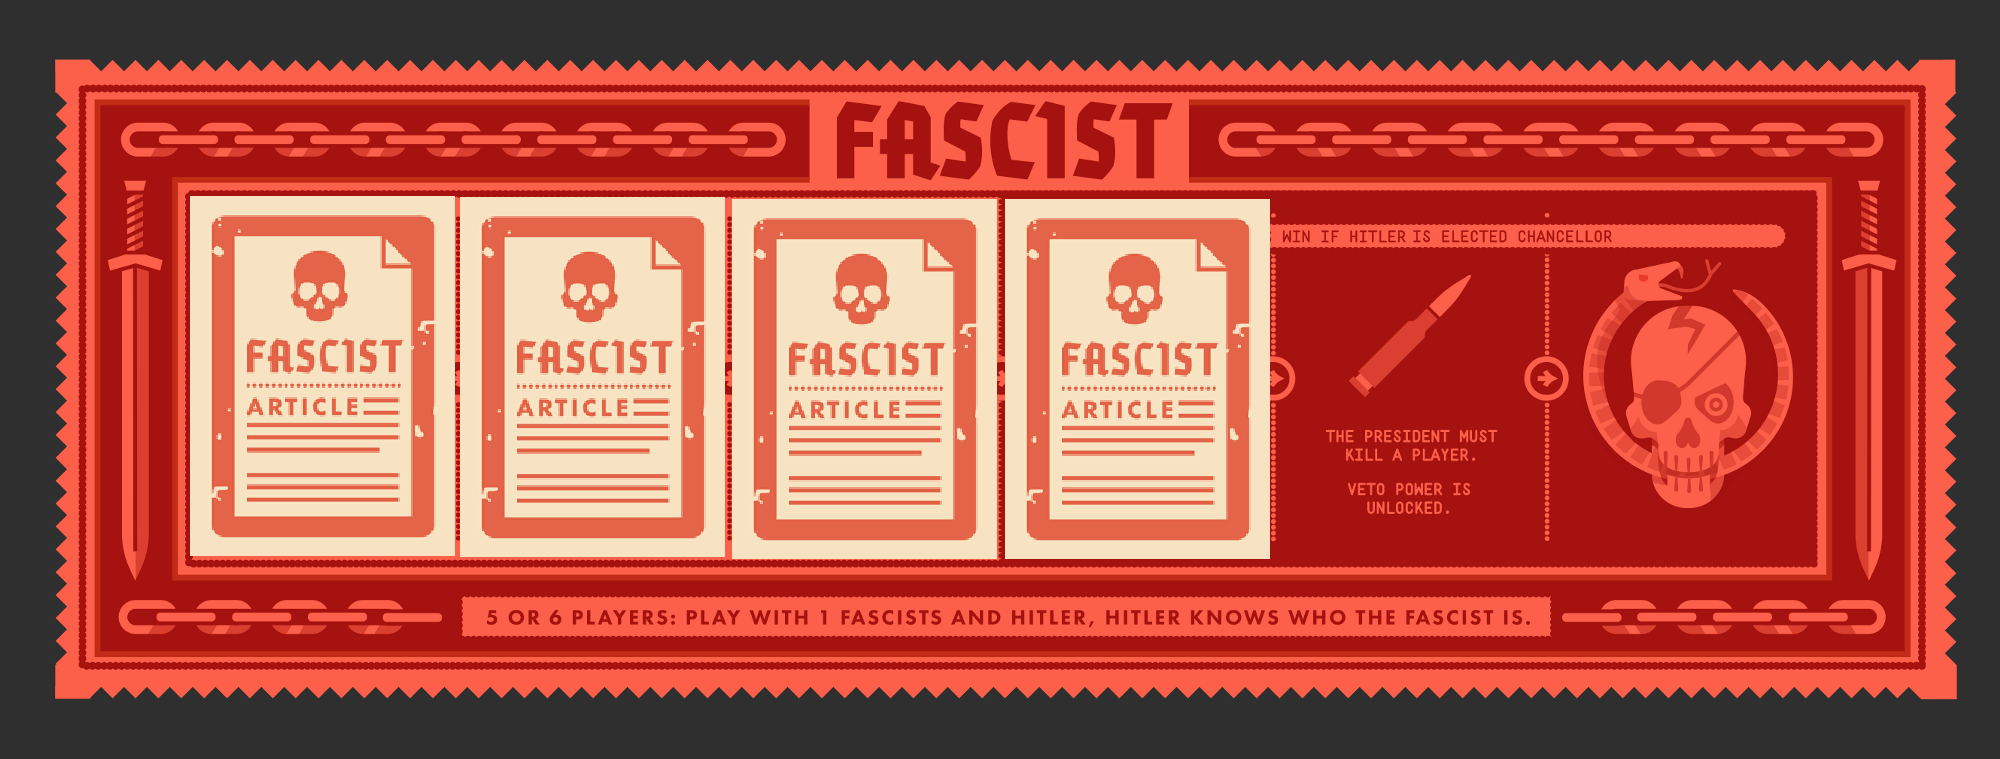 FASCIST
WIN IF HITLER IS ELECTED CHANCELLOR
FASCIST
ARTICLE
FASCIST
ARTICLE
FASCIST
ARTICLE
FASCIST
ARTICLE
THE PRESIDENT MUST
KILL A PLAYER.
VETO POWER IS
UNLOCKED.
5 OR 6 PLAYERS: PLAY WITH 1 FASCISTS AND HITLER, HITLER KNOWS WHO THE FASCIST IS.